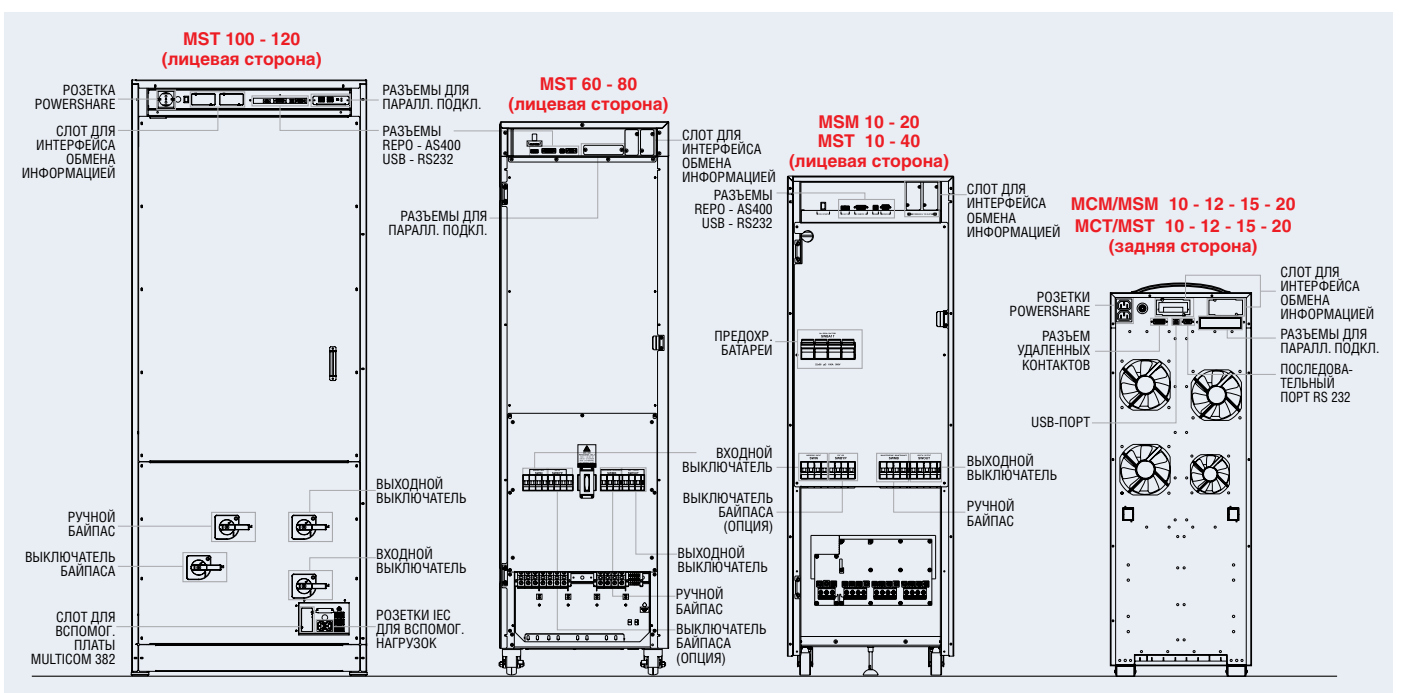 MST 100 - 120
(лицевая сторона)
РОЗЕТКА
POWERSHARE
СЛОТ ДЛЯ
ИНТЕРФЕЙСА
ОБМЕНА
ИНФОРМАЦИЕЙ
РАЗЪЕМЫ ДЛЯ
ПАРАЛЛ. ПОДКЛ.
РАЗЪЕМЫ
REPO - AS400
USB - RS232
РУЧНОЙ
БАЙПАС
ВЫКЛЮЧАТЕЛЬ
БАЙПАСА
СЛОТ ДЛЯ
ВСПОМОГ.
ПЛАТЫ
MULTICOM 382
ВЫХОДНОЙ
ВЫКЛЮЧАТЕЛЬ
ВХОДНОЙ
ВЫКЛЮЧАТЕЛЬ
РОЗЕТКИ IEC
ДЛЯ ВСПОМОГ.
НАГРУЗОК
MST 60 - 80
(лицевая сторона)
РАЗЪЕМЫ ДЛЯ
ПАРАЛЛ. ПОДКЛ.
СЛОТ ДЛЯ
ИНТЕРФЕЙСА
ОБМЕНА
ИНФОРМАЦИЕЙ
РАЗЪЕМЫ
REPO - AS400
USB - RS232
ПРЕДОХР.
БАТАРЕИ
ВХОДНОЙ
ВЫКЛЮЧАТЕЛЬ
ВЫКЛЮЧАТЕЛЬ
БАЙПАСА
(ОПЦИЯ)
ВЫХОДНОЙ
ВЫКЛЮЧАТЕЛЬ
РУЧНОЙ
БАЙПАС
ВЫКЛЮЧАТЕЛЬ
БАЙПАСА
(ОПЦИЯ)
MSM 10 - 20
MST 10 - 40
(лицевая сторона)
СЛОТ ДЛЯ
ИНТЕРФЕЙСА
ОБМЕНА
ИНФОРМАЦИЕЙ
ВЫХОДНОЙ
ВЫКЛЮЧАТЕЛЬ
РУЧНОЙ
БАЙПАС
MCM/MSM 10 - 12 - 15 - 20
MCT/MST 10 - 12 - 15 - 20
(задняя сторона)
РОЗЕТКИ
POWERSHARE
РАЗЪЕМ
УДАЛЕННЫХ
КОНТАКТОВ
USB-ПОРТ
СЛОТ ДЛЯ
ИНТЕРФЕЙСА
ОБМЕНА
ИНФОРМАЦИЕЙ
РАЗЪЕМЫ ДЛЯ
ПАРАЛЛ. ПОДКЛ.
ПОСЛЕДОВА-
ТЕЛЬНЫЙ
ПОРТ RS 232